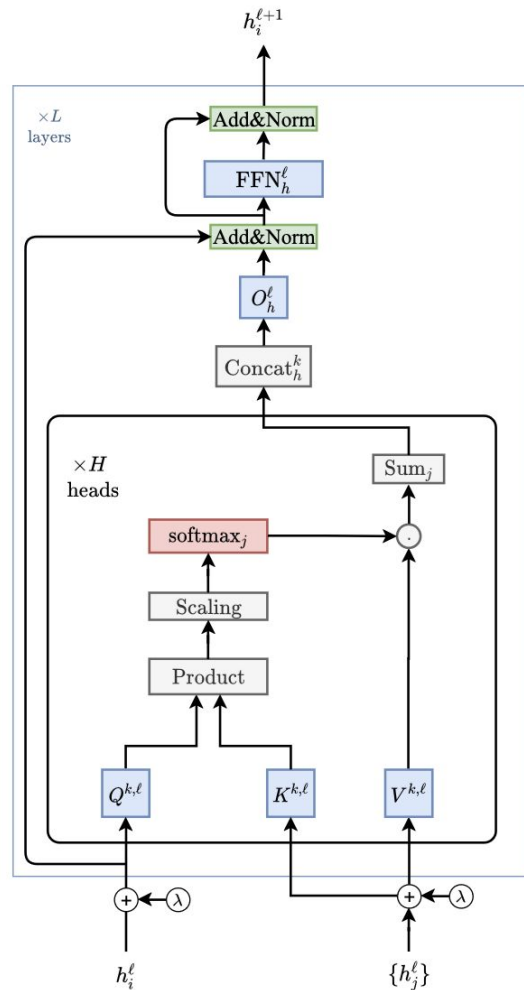 h_i^{ℓ+1}
×L
layers
Add&Norm
FFN_h^ℓ
Add&Norm
O_h^ℓ
Concat_h^k
×H
heads
Sum_j
softmax_j
·
Scaling
Product
Q^{k,ℓ}
K^{k,ℓ}
V^{k,ℓ}
+
λ
+
λ
h_i^ℓ
{h_j^ℓ}